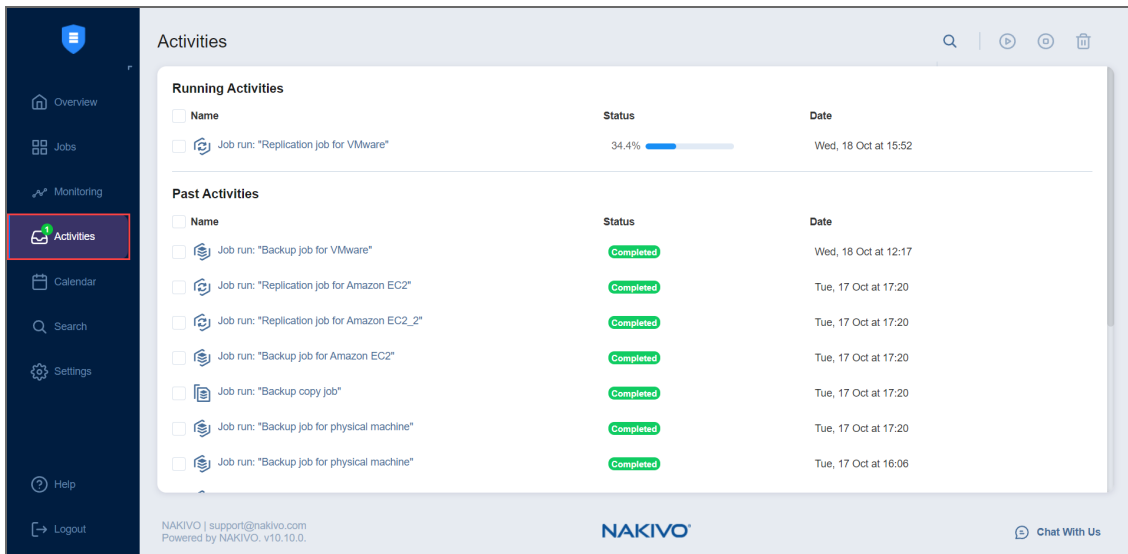 Activities
Overview
Jobs
Monitoring
1
Activities
Calendar
Search
Settings
Help
Logout
Running Activities
Name Status Date
Job run: "Replication job for VMware" 34.4% Wed, 18 Oct at 15:52
Past Activities
Name Status Date
Job run: "Backup job for VMware" Completed Wed, 18 Oct at 12:17
Job run: "Replication job for Amazon EC2" Completed Tue, 17 Oct at 17:20
Job run: "Replication job for Amazon EC2_2" Completed Tue, 17 Oct at 17:20
Job run: "Backup job for Amazon EC2" Completed Tue, 17 Oct at 17:20
Job run: "Backup copy job" Completed Tue, 17 Oct at 17:20
Job run: "Backup job for physical machine" Completed Tue, 17 Oct at 17:20
Job run: "Backup job for physical machine" Completed Tue, 17 Oct at 16:06
NAKIVO | support@nakivo.com
Powered by NAKIVO. v10.10.0.
NAKIVO®
Chat With Us